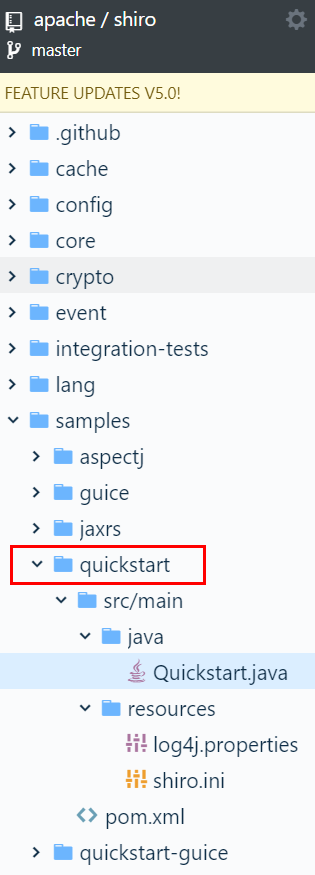 apache / shiro
master
FEATURE UPDATES V5.0!
.github
cache
config
core
crypto
event
integration-tests
lang
samples
aspectj
guice
jaxrs
quickstart
src/main
java
Quickstart.java
resources
log4j.properties
shiro.ini
pom.xml
quickstart-guice